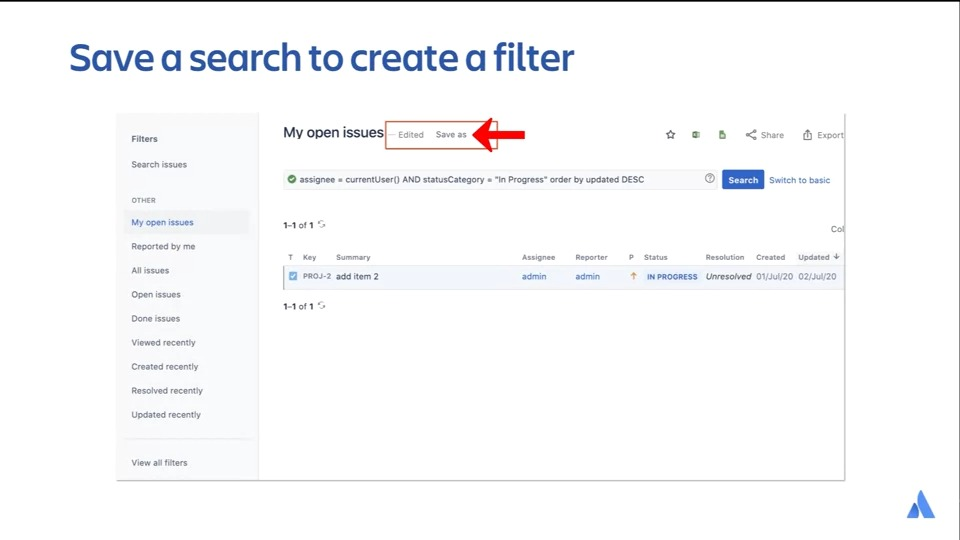 Save a search to create a filter
Filters
Search issues
OTHER
My open issues
Reported by me
All issues
Open issues
Done issues
Viewed recently
Created recently
Resolved recently
Updated recently
View all filters
My open issues — Edited Save as
Share Export
assignee = currentUser() AND statusCategory = "In Progress" order by updated DESC
Search Switch to basic
1–1 of 1
Col
T Key Summary Assignee Reporter P Status Resolution Created Updated
PROJ-2 add item 2 admin admin IN PROGRESS Unresolved 01/Jul/20 02/Jul/20
1–1 of 1